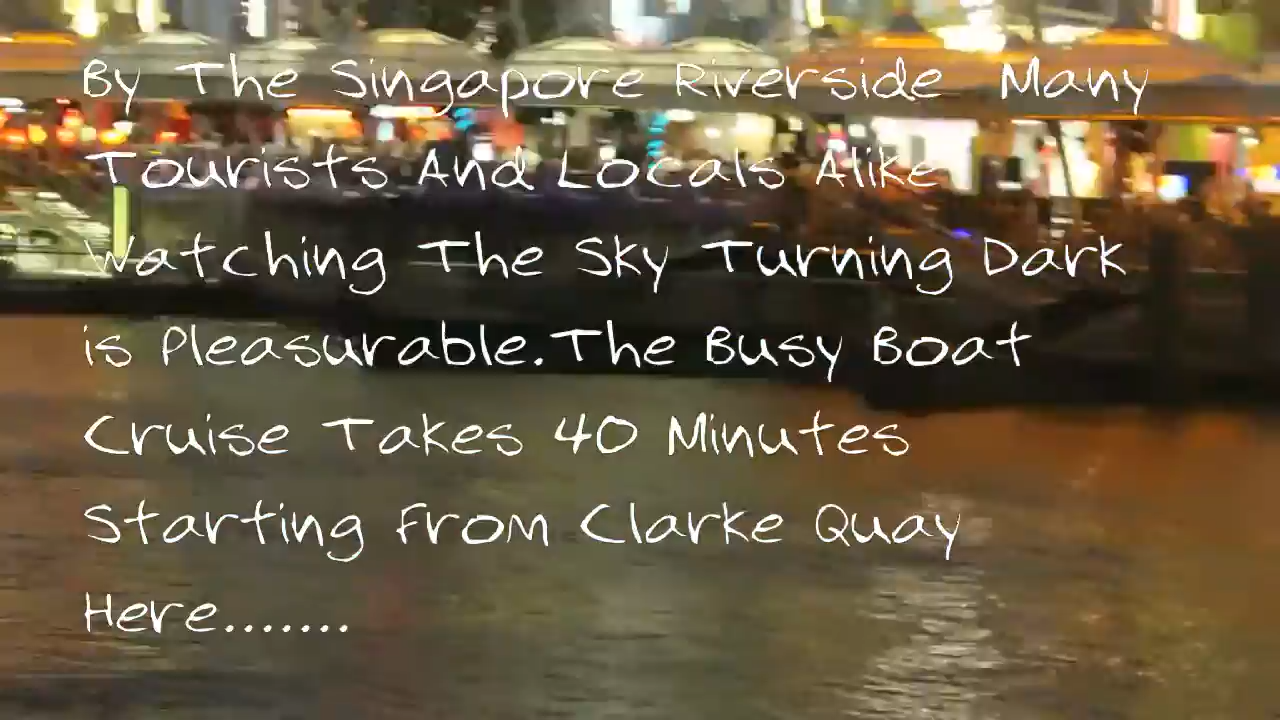 By The Singapore Riverside Many
Tourists And Locals Alike
Watching The Sky Turning Dark
is Pleasurable.The Busy Boat
Cruise Takes 40 Minutes
Starting From Clarke Quay
Here.......